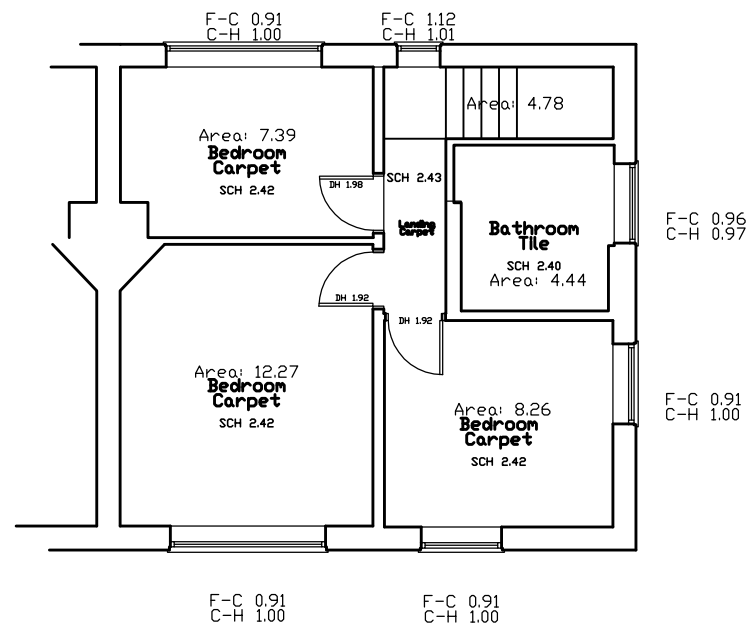 F-C 0.91
C-H 1.00
F-C 1.12
C-H 1.01
Area: 4.78
Area: 7.39
Bedroom
Carpet
SCH 2.42
DH 1.98
SCH 2.43
Landing
Carpet
Bathroom
Tile
SCH 2.40
Area: 4.44
F-C 0.96
C-H 0.97
DH 1.92
DH 1.92
Area: 12.27
Bedroom
Carpet
SCH 2.42
Area: 8.26
Bedroom
Carpet
SCH 2.42
F-C 0.91
C-H 1.00
F-C 0.91
C-H 1.00
F-C 0.91
C-H 1.00